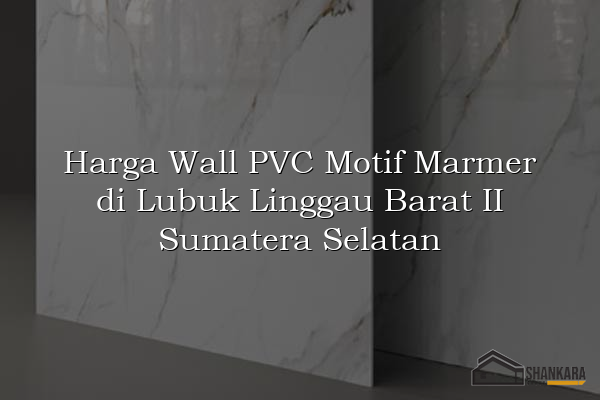 Harga Wall PVC Motif Marmer
di Lubuk Linggau Barat II
Sumatera Selatan
SHANKARA